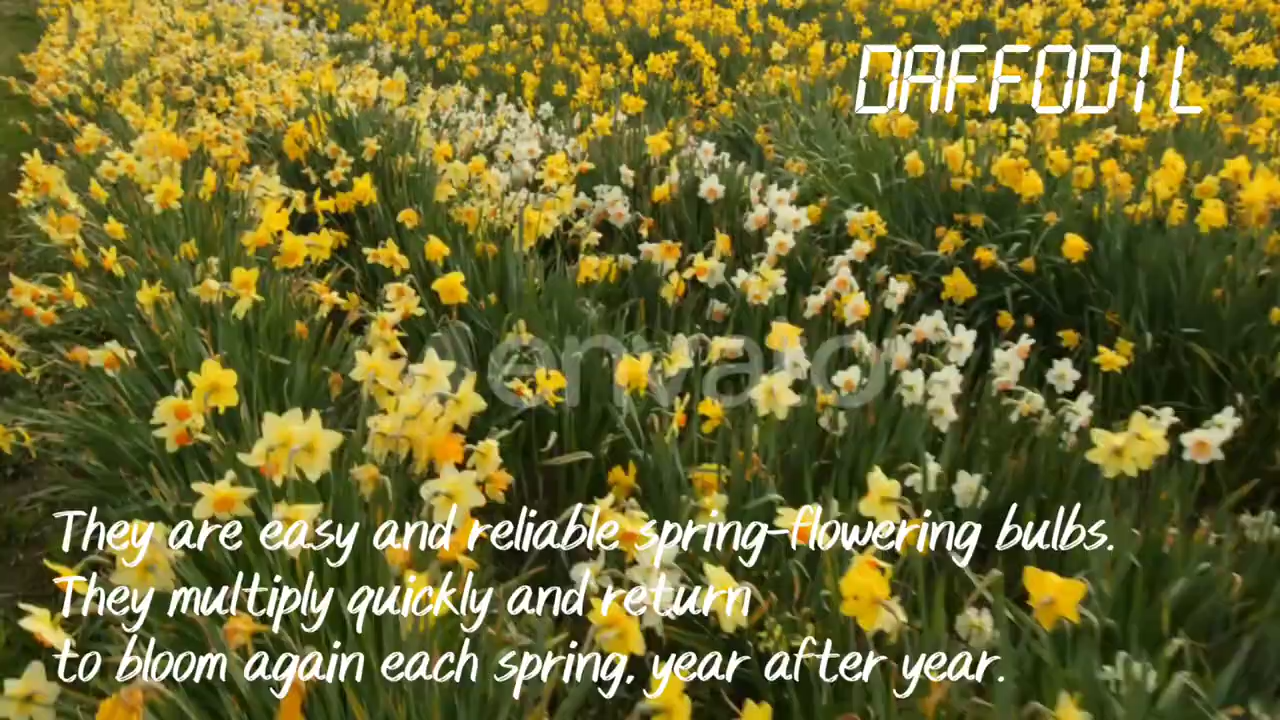 DAFFODIL
envato
They are easy and reliable spring-flowering bulbs.
They multiply quickly and return
to bloom again each spring, year after year.